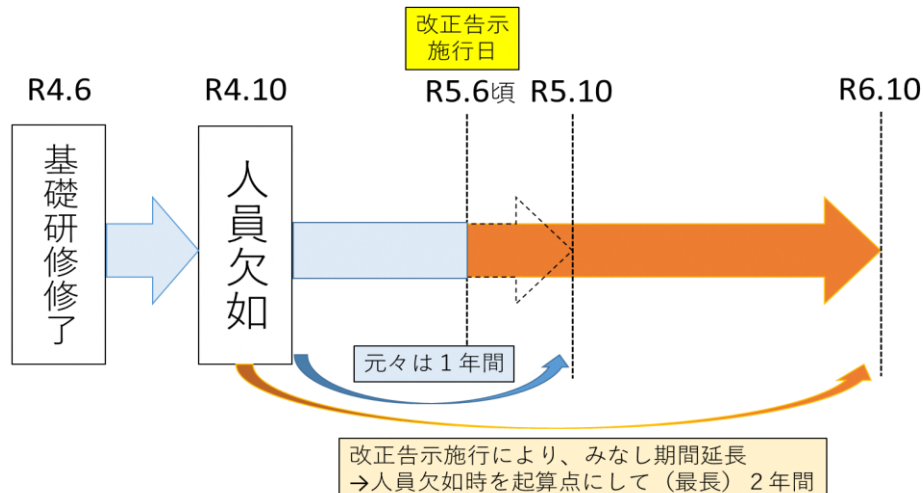 改正告示
施行日
R4.6
R4.10
R5.6頃
R5.10
R6.10
基礎研修修了
人員欠如
元々は１年間
改正告示施行により、みなし期間延長
→人員欠如時を起算点にして（最長）２年間